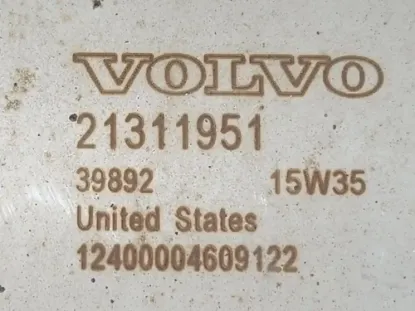 VOLVO
21311951
39892 15W35
United States
12400004609122